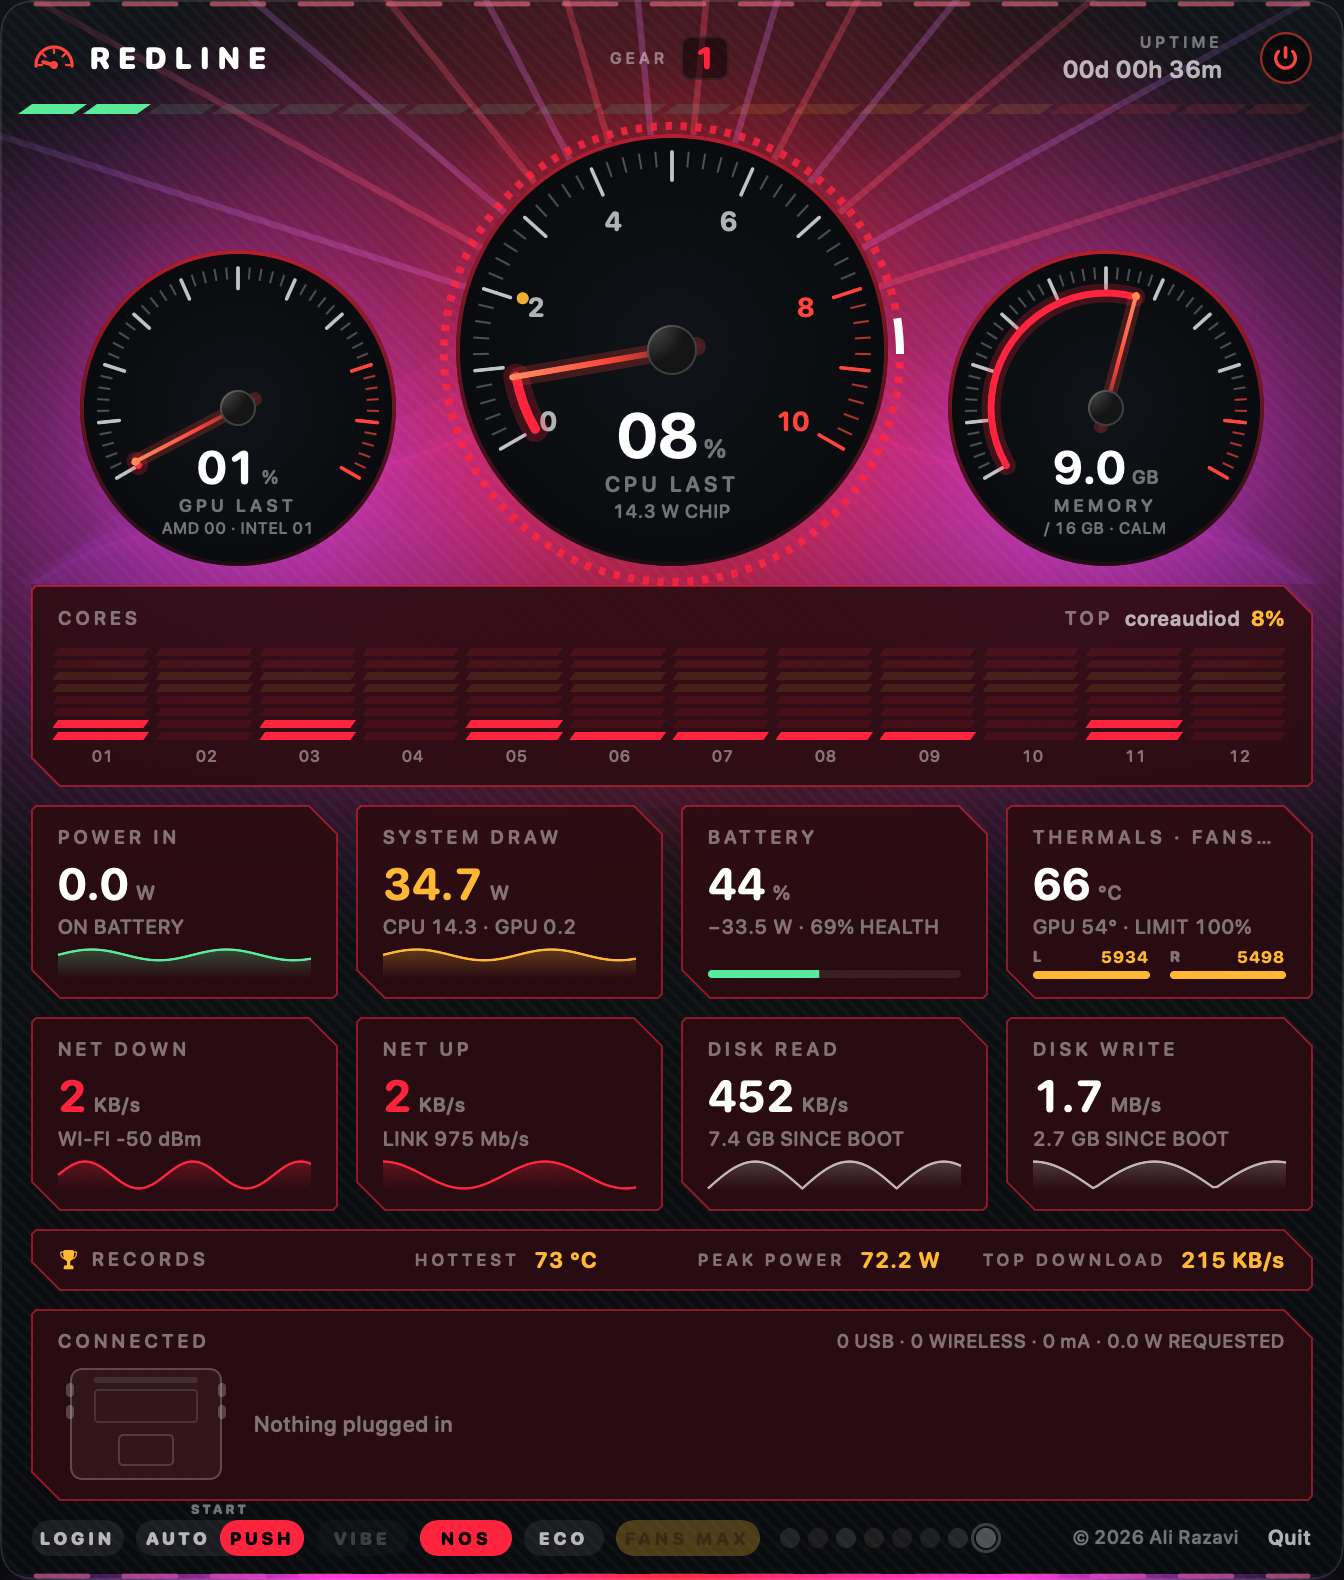 REDLINE
GEAR 1
UPTIME
00d 00h 36m
4 6
2 8
0 10
08 %
CPU LAST
14.3 W CHIP
01 %
GPU LAST
AMD 00 · INTEL 01
9.0 GB
MEMORY
/ 16 GB · CALM
CORES TOP coreaudiod 8%
01 02 03 04 05 06 07 08 09 10 11 12
POWER IN
0.0 W
ON BATTERY
SYSTEM DRAW
34.7 W
CPU 14.3 · GPU 0.2
BATTERY
44 %
−33.5 W · 69% HEALTH
THERMALS · FANS...
66 °C
GPU 54° · LIMIT 100%
L 5934 R 5498
NET DOWN
2 KB/s
WI-FI -50 dBm
NET UP
2 KB/s
LINK 975 Mb/s
DISK READ
452 KB/s
7.4 GB SINCE BOOT
DISK WRITE
1.7 MB/s
2.7 GB SINCE BOOT
RECORDS HOTTEST 73 °C PEAK POWER 72.2 W TOP DOWNLOAD 215 KB/s
CONNECTED 0 USB · 0 WIRELESS · 0 mA · 0.0 W REQUESTED
Nothing plugged in
START
LOGIN AUTO PUSH VIBE NOS ECO FANS MAX © 2026 Ali Razavi Quit